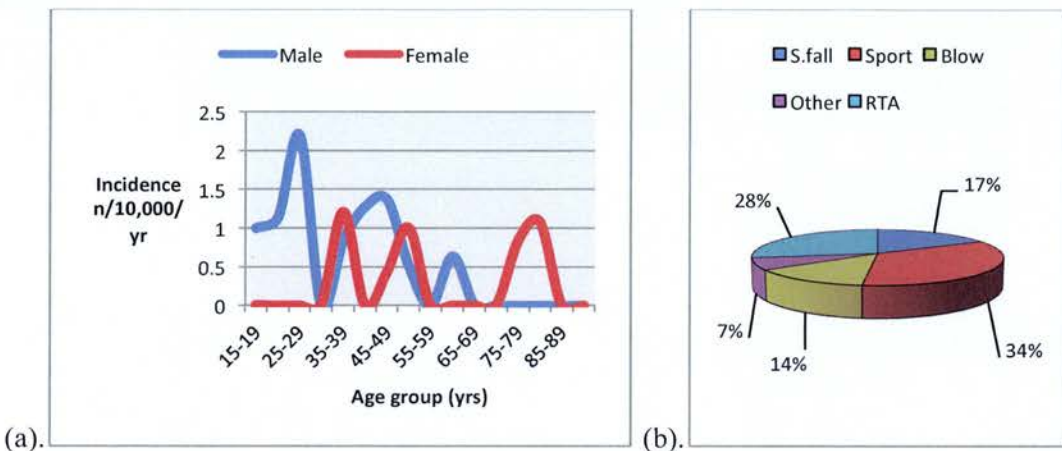 Male Female
2.5
2
1.5
1
0.5
0
Incidence
n/10,000/
yr
15-19 25-29 35-39 45-49 55-59 65-69 75-79 85-89
Age group (yrs)
(a).
S.fall Sport Blow
Other RTA
17%
28%
7%
14%
34%
(b).